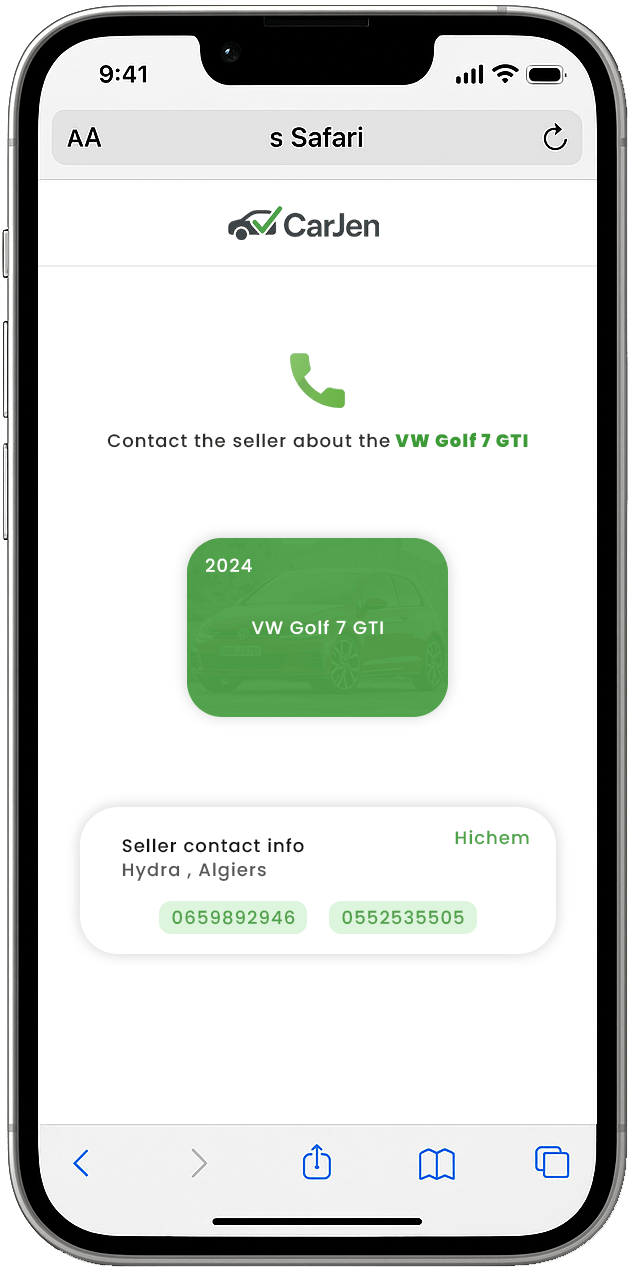 9:41
AA s Safari
CarJen
Contact the seller about the VW Golf 7 GTI
2024
VW Golf 7 GTI
Hichem
Seller contact info
Hydra , Algiers
0659892946 0552535505